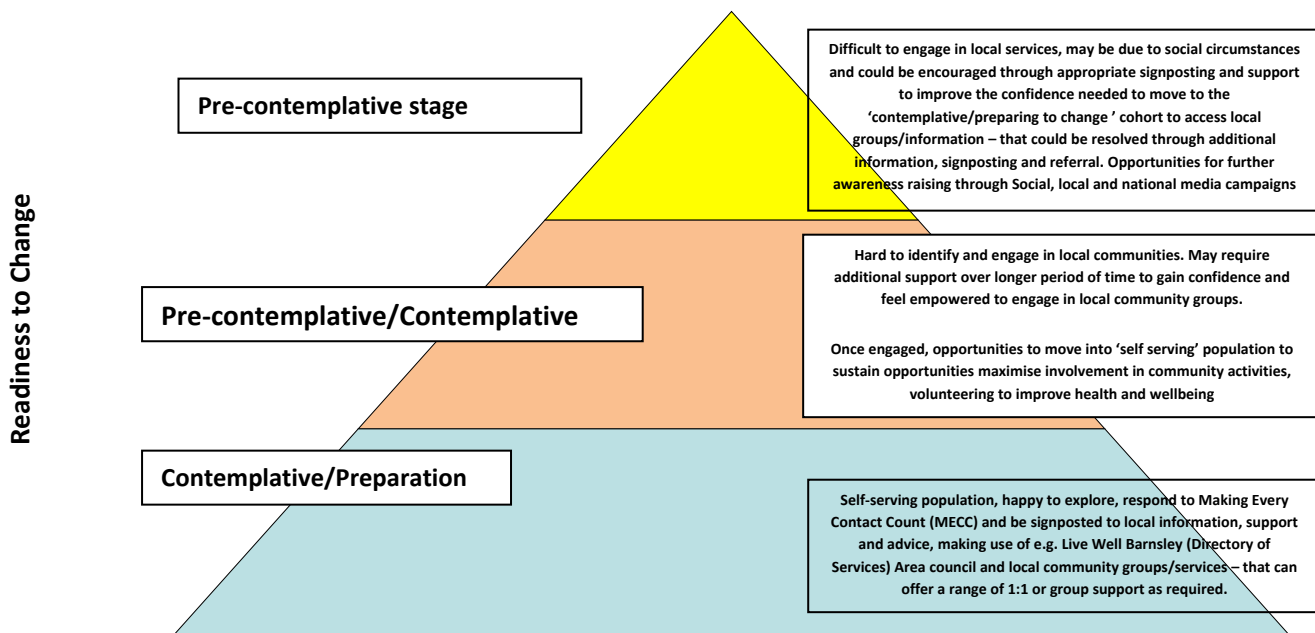 Readiness to Change
Pre-contemplative stage
Difficult to engage in local services, may be due to social circumstances
and could be encouraged through appropriate signposting and support
to improve the confidence needed to move to the
‘contemplative/preparing to change ’ cohort to access local
groups/information – that could be resolved through additional
information, signposting and referral. Opportunities for further
awareness raising through Social, local and national media campaigns
Pre-contemplative/Contemplative
Hard to identify and engage in local communities. May require
additional support over longer period of time to gain confidence and
feel empowered to engage in local community groups.
Once engaged, opportunities to move into ‘self serving’ population to
sustain opportunities maximise involvement in community activities,
volunteering to improve health and wellbeing
Contemplative/Preparation
Self-serving population, happy to explore, respond to Making Every
Contact Count (MECC) and be signposted to local information, support
and advice, making use of e.g. Live Well Barnsley (Directory of
Services) Area council and local community groups/services – that can
offer a range of 1:1 or group support as required.